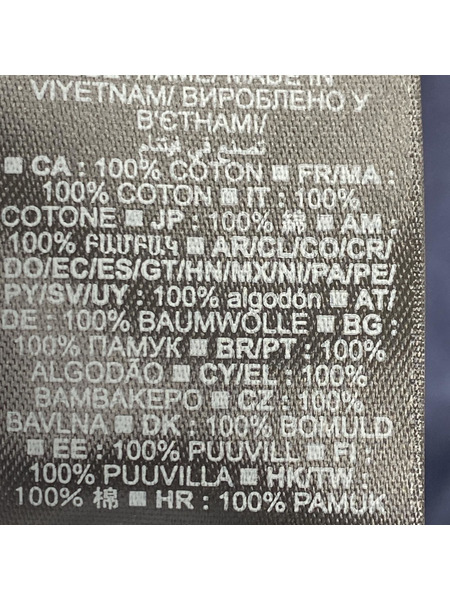 VIYETNAM/ ВИРОБЛЕНО У
В'ЄТНАМІ/
صنع في فيتنام
CA : 100% COTON FR/MA :
100% COTON IT : 100%
COTONE JP : 100% 綿 AM :
100% ԲԱՄԲԱԿ AR/CL/CO/CR/
DO/EC/ES/GT/HN/MX/NI/PA/PE/
PY/SV/UY : 100% algodón AT/
DE : 100% BAUMWOLLE BG :
100% ПАМУК BR/PT : 100%
ALGODÃO CY/EL : 100%
ΒΑΜΒΑΚΕΡΟ CZ : 100%
BAVLNA DK : 100% BOMULD
EE : 100% PUUVILL FI :
100% PUUVILLA HK/TW :
100% 棉 HR : 100% PAMUK